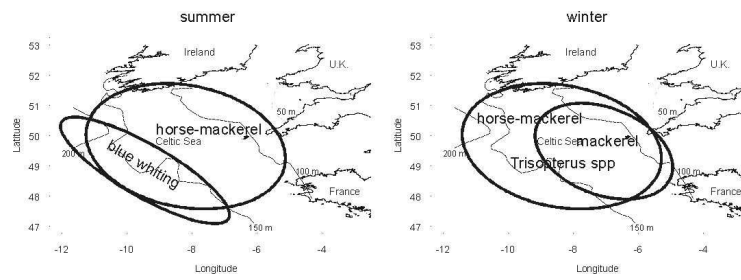 summer
53
52
51
50
49
48
47
Latitude
Ireland
U.K.
50 m
horse-mackerel
Celtic Sea
200 m
blue whiting
100 m
France
150 m
-12
-10
-8
-6
-4
Longitude
winter
53
52
51
50
49
48
47
Latitude
Ireland
U.K.
50 m
horse-mackerel
Celtic Sea
mackerel
200 m
Trisopterus spp
100 m
France
150 m
-12
-10
-8
-6
-4
Longitude